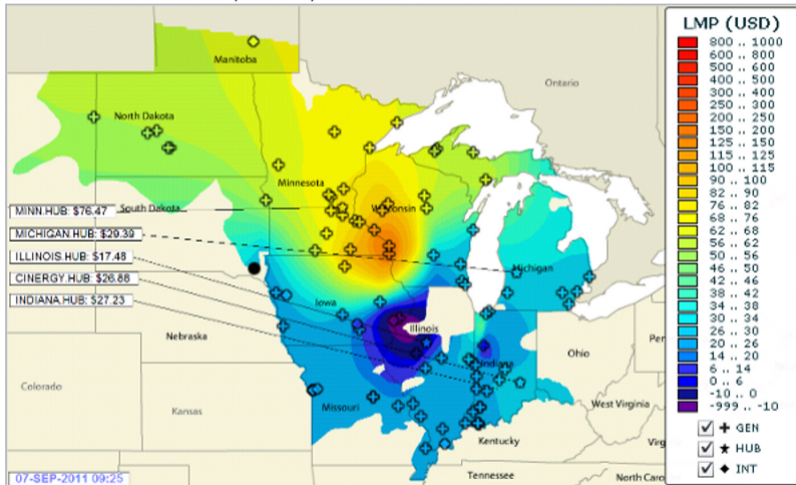 LMP (USD)
800 .. 1000
600 .. 800
500 .. 600
400 .. 500
300 .. 400
250 .. 300
200 .. 250
150 .. 200
125 .. 150
115 .. 125
100 .. 115
90 .. 100
82 .. 90
76 .. 82
68 .. 76
62 .. 68
56 .. 62
50 .. 56
46 .. 50
42 .. 46
38 .. 42
34 .. 38
30 .. 34
26 .. 30
20 .. 26
14 .. 20
6 .. 14
0 .. 6
-10 .. 0
-999 .. -10
GEN
HUB
INT
Manitoba
Ontario
North Dakota
Minnesota
South Dakota
Wisconsin
MINN.HUB: $76.47
MICHIGAN.HUB: $29.39
ILLINOIS.HUB: $17.48
CINERGY.HUB: $26.88
INDIANA.HUB: $27.23
Michigan
Iowa
Illinois
Nebraska
Indiana
Ohio
Pen
Colorado
Kansas
Missouri
West Virginia
Kentucky
Virg
Tennessee
North Caro
07-SEP-2011 09:25